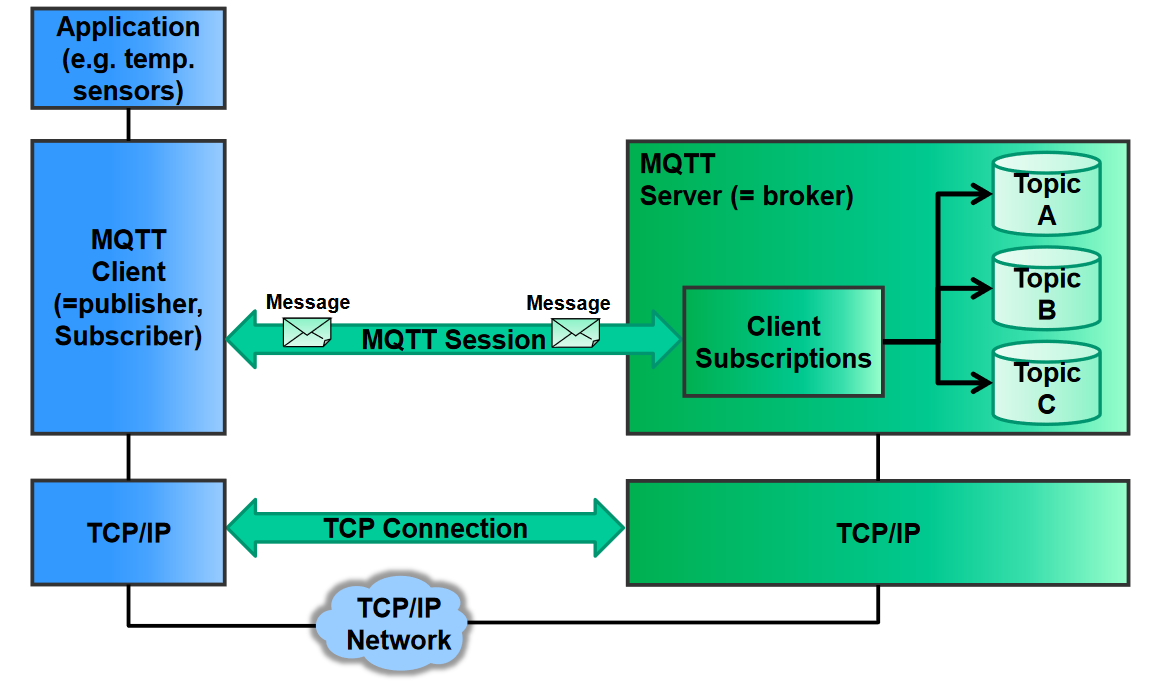 Application
(e.g. temp.
sensors)
MQTT
Client
(=publisher,
Subscriber)
Message
Message
MQTT Session
MQTT
Server (= broker)
Client
Subscriptions
Topic
A
Topic
B
Topic
C
TCP/IP
TCP Connection
TCP/IP
TCP/IP
Network